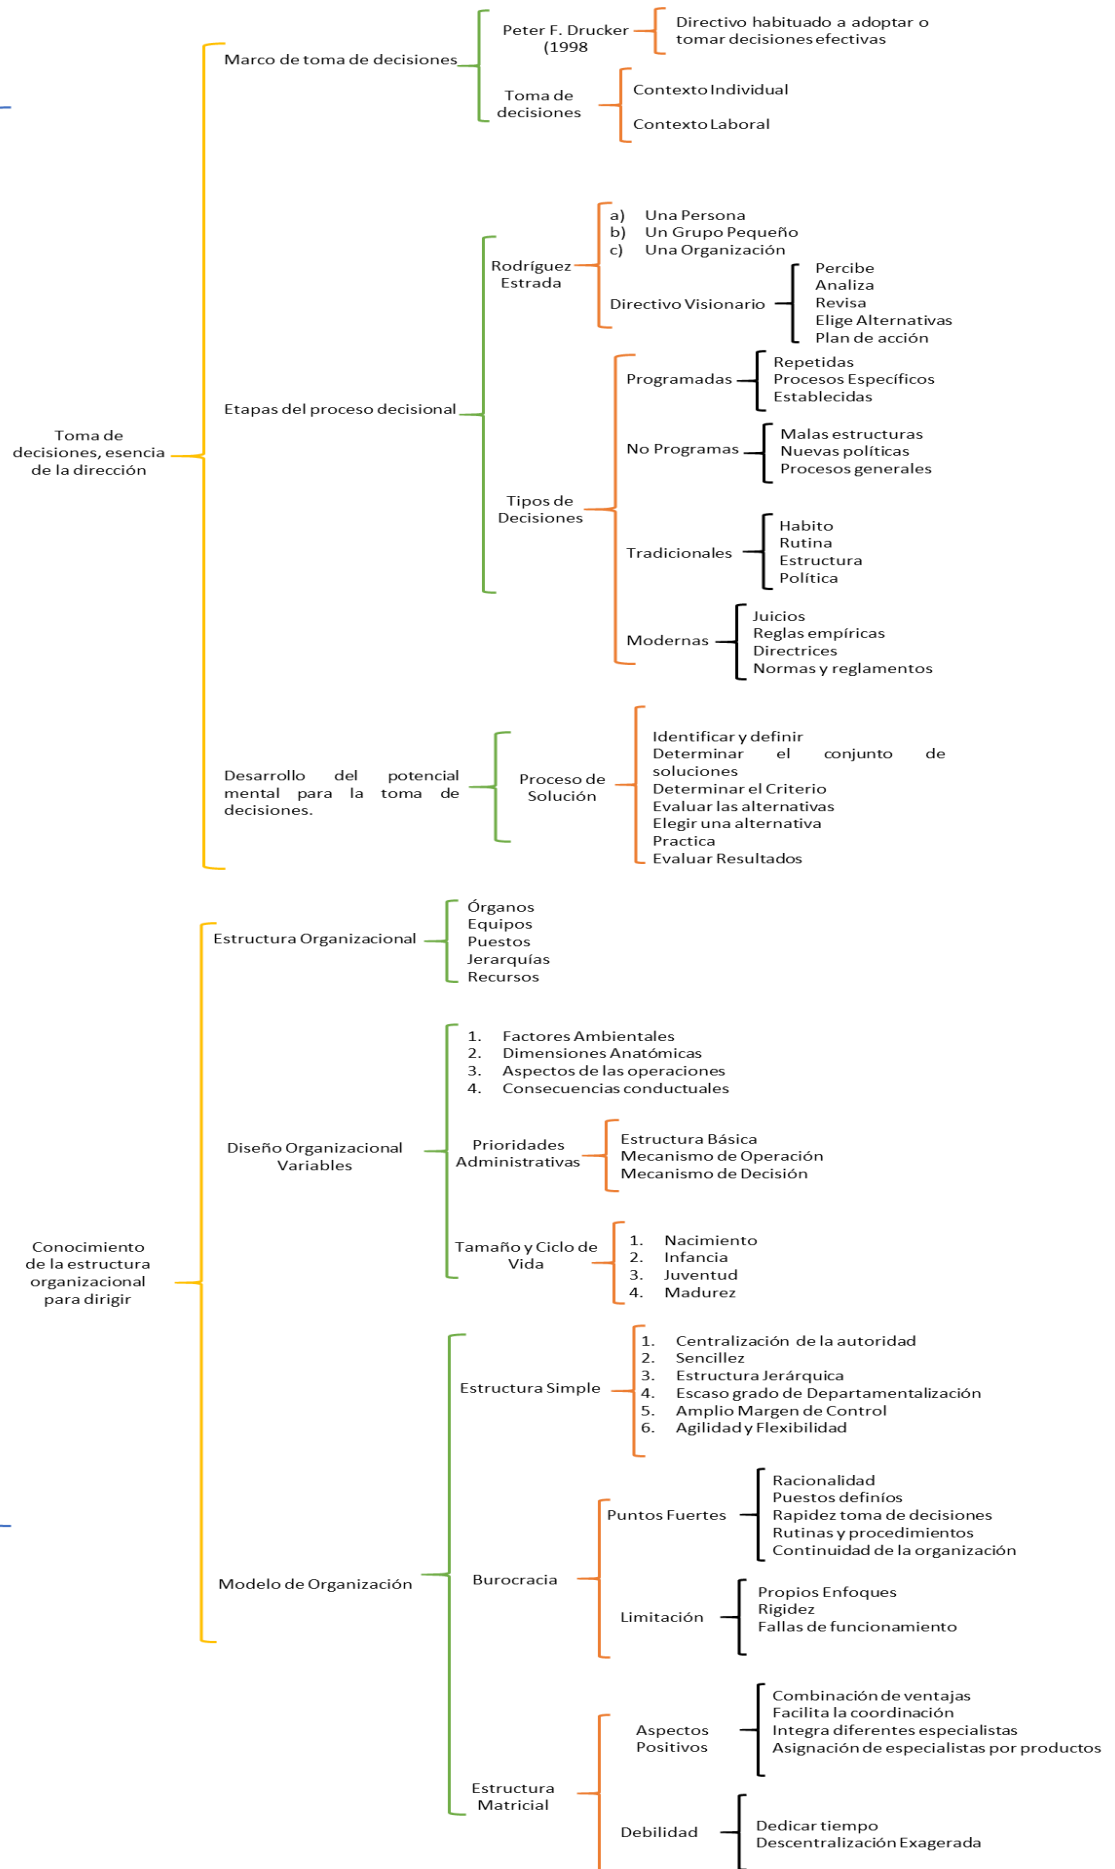 Toma de
decisiones, esencia
de la dirección
Marco de toma de decisiones
Peter F. Drucker
(1998
Directivo habituado a adoptar o
tomar decisiones efectivas
Toma de
decisiones
Contexto Individual
Contexto Laboral
Etapas del proceso decisional
Rodríguez
Estrada
a) Una Persona
b) Un Grupo Pequeño
c) Una Organización
Directivo Visionario
Percibe
Analiza
Revisa
Elige Alternativas
Plan de acción
Tipos de
Decisiones
Programadas
Repetidas
Procesos Específicos
Establecidas
No Programas
Malas estructuras
Nuevas políticas
Procesos generales
Tradicionales
Habito
Rutina
Estructura
Política
Modernas
Juicios
Reglas empíricas
Directrices
Normas y reglamentos
Desarrollo del potencial
mental para la toma de
decisiones.
Proceso de
Solución
Identificar y definir
Determinar el conjunto de
soluciones
Determinar el Criterio
Evaluar las alternativas
Elegir una alternativa
Practica
Evaluar Resultados
Conocimiento
de la estructura
organizacional
para dirigir
Estructura Organizacional
Órganos
Equipos
Puestos
Jerarquías
Recursos
Diseño Organizacional
Variables
1. Factores Ambientales
2. Dimensiones Anatómicas
3. Aspectos de las operaciones
4. Consecuencias conductuales
Prioridades
Administrativas
Estructura Básica
Mecanismo de Operación
Mecanismo de Decisión
Tamaño y Ciclo de
Vida
1. Nacimiento
2. Infancia
3. Juventud
4. Madurez
Modelo de Organización
Estructura Simple
1. Centralización de la autoridad
2. Sencillez
3. Estructura Jerárquica
4. Escaso grado de Departamentalización
5. Amplio Margen de Control
6. Agilidad y Flexibilidad
Burocracia
Puntos Fuertes
Racionalidad
Puestos definíos
Rapidez toma de decisiones
Rutinas y procedimientos
Continuidad de la organización
Limitación
Propios Enfoques
Rigidez
Fallas de funcionamiento
Estructura
Matricial
Aspectos
Positivos
Combinación de ventajas
Facilita la coordinación
Integra diferentes especialistas
Asignación de especialistas por productos
Debilidad
Dedicar tiempo
Descentralización Exagerada